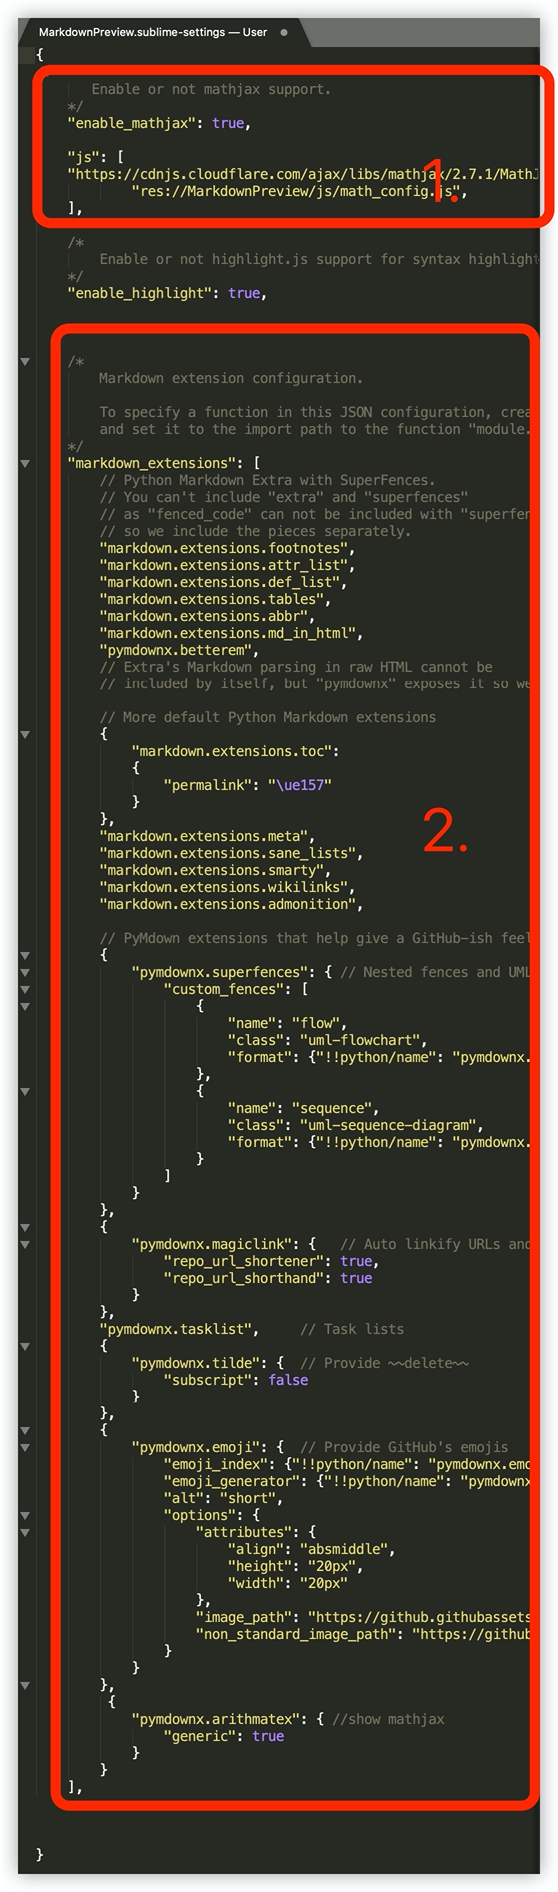 MarkdownPreview.sublime-settings — User
{
Enable or not mathjax support.
*/
"enable_mathjax": true,
"js": [
"https://cdnjs.cloudflare.com/ajax/libs/mathjax/2.7.1/MathJ
"res://MarkdownPreview/js/math_config.js",
],
1.
/*
Enable or not highlight.js support for syntax highlight
*/
"enable_highlight": true,
/*
Markdown extension configuration.
To specify a function in this JSON configuration, crea
and set it to the import path to the function "module.
*/
"markdown_extensions": [
// Python Markdown Extra with SuperFences.
// You can't include "extra" and "superfences"
// as "fenced_code" can not be included with "superfen
// so we include the pieces separately.
"markdown.extensions.footnotes",
"markdown.extensions.attr_list",
"markdown.extensions.def_list",
"markdown.extensions.tables",
"markdown.extensions.abbr",
"markdown.extensions.md_in_html",
"pymdownx.betterem",
// Extra's Markdown parsing in raw HTML cannot be
// included by itself, but "pymdownx" exposes it so we
// More default Python Markdown extensions
{
"markdown.extensions.toc":
{
"permalink": "\ue157"
}
},
"markdown.extensions.meta",
2.
"markdown.extensions.sane_lists",
"markdown.extensions.smarty",
"markdown.extensions.wikilinks",
"markdown.extensions.admonition",
// PyMdown extensions that help give a GitHub-ish feel
{
"pymdownx.superfences": { // Nested fences and UML
"custom_fences": [
{
"name": "flow",
"class": "uml-flowchart",
"format": {"!!python/name": "pymdownx.
},
{
"name": "sequence",
"class": "uml-sequence-diagram",
"format": {"!!python/name": "pymdownx.
}
]
}
},
{
"pymdownx.magiclink": { // Auto linkify URLs and
"repo_url_shortener": true,
"repo_url_shorthand": true
}
},
"pymdownx.tasklist", // Task lists
{
"pymdownx.tilde": { // Provide ~~delete~~
"subscript": false
}
},
{
"pymdownx.emoji": { // Provide GitHub's emojis
"emoji_index": {"!!python/name": "pymdownx.emo
"emoji_generator": {"!!python/name": "pymdownx
"alt": "short",
"options": {
"attributes": {
"align": "absmiddle",
"height": "20px",
"width": "20px"
},
"image_path": "https://github.githubassets
"non_standard_image_path": "https://github
}
}
},
{
"pymdownx.arithmatex": { //show mathjax
"generic": true
}
}
],
}